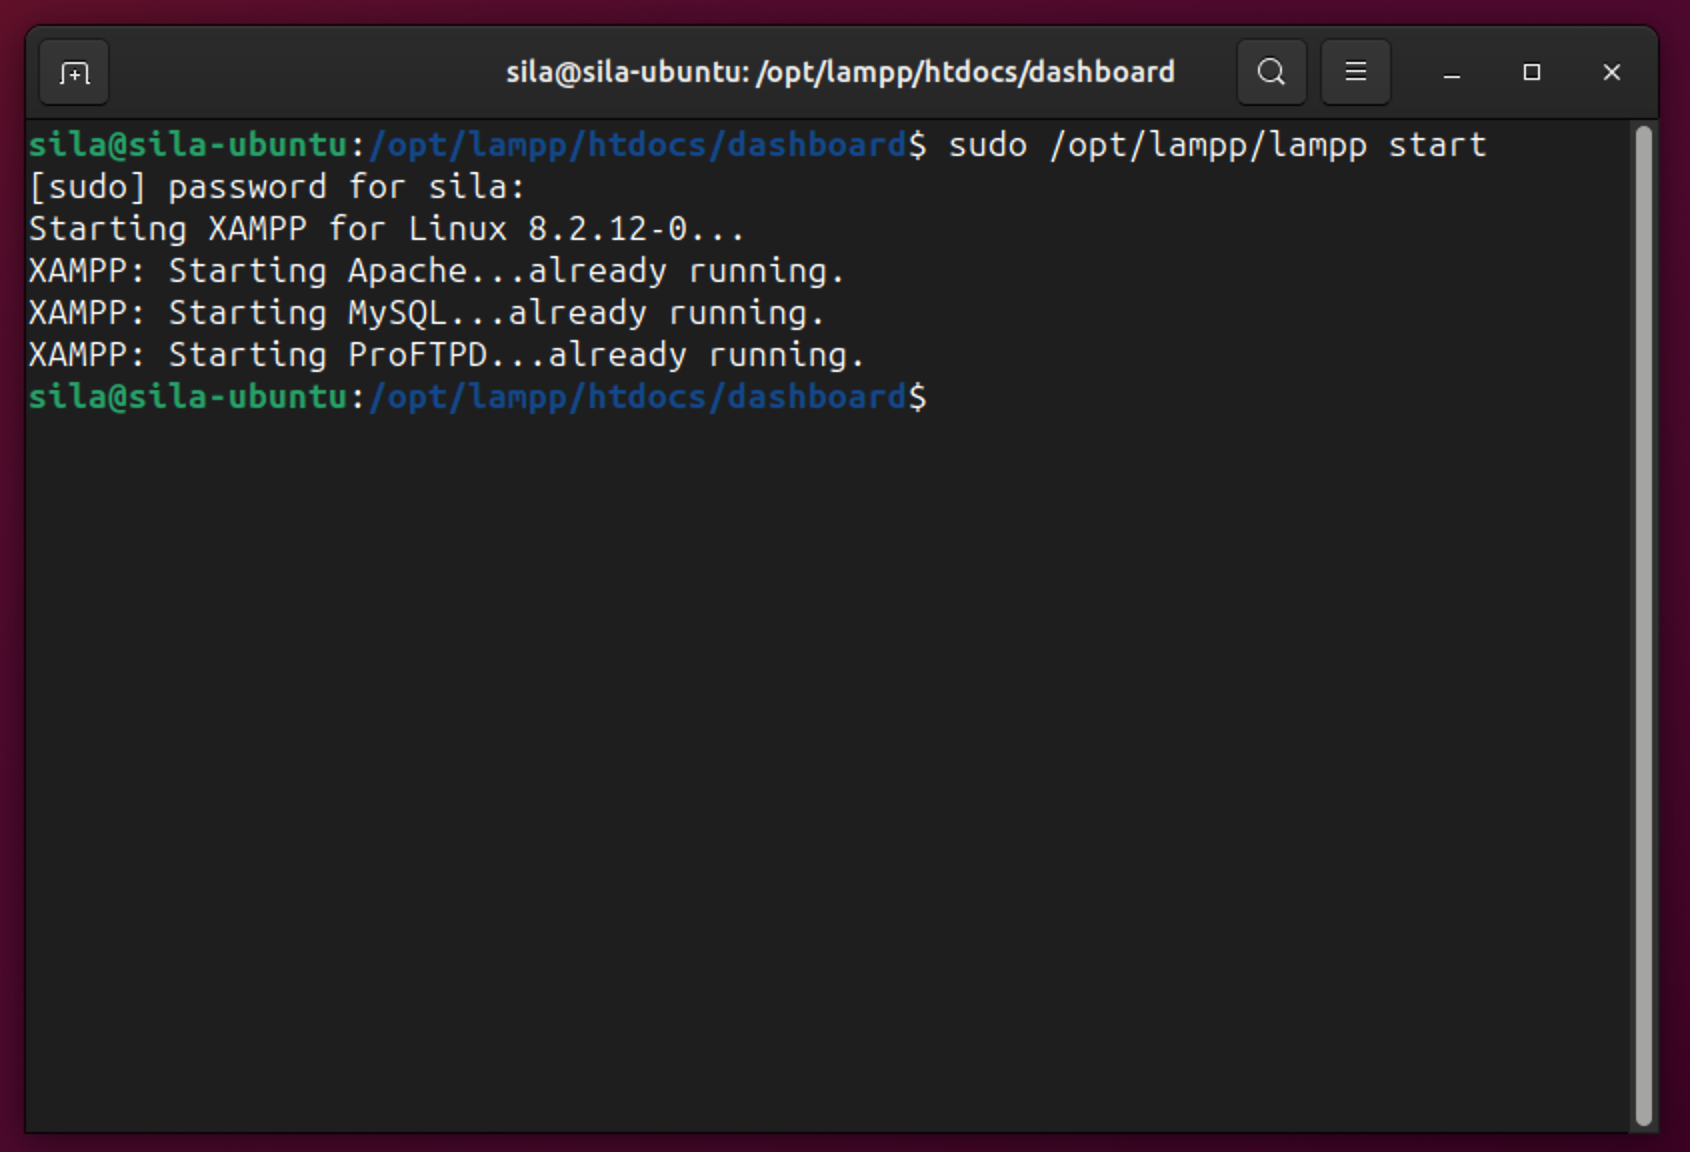 sila@sila-ubuntu: /opt/lampp/htdocs/dashboard
sila@sila-ubuntu:/opt/lampp/htdocs/dashboard$ sudo /opt/lampp/lampp start
[sudo] password for sila:
Starting XAMPP for Linux 8.2.12-0...
XAMPP: Starting Apache...already running.
XAMPP: Starting MySQL...already running.
XAMPP: Starting ProFTPD...already running.
sila@sila-ubuntu:/opt/lampp/htdocs/dashboard$